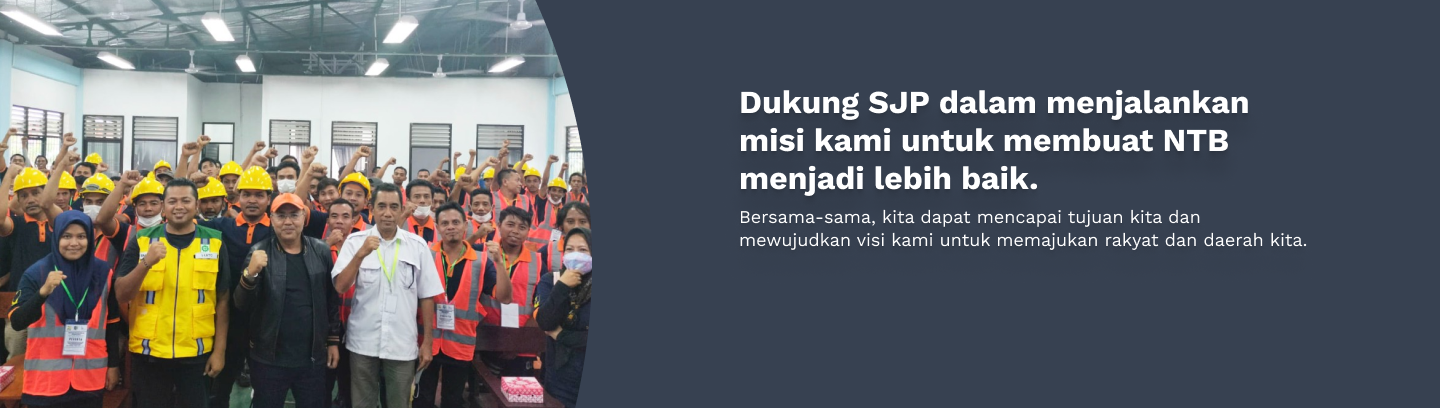 Dukung SJP dalam menjalankan
misi kami untuk membuat NTB
menjadi lebih baik.
Bersama-sama, kita dapat mencapai tujuan kita dan
mewujudkan visi kami untuk memajukan rakyat dan daerah kita.